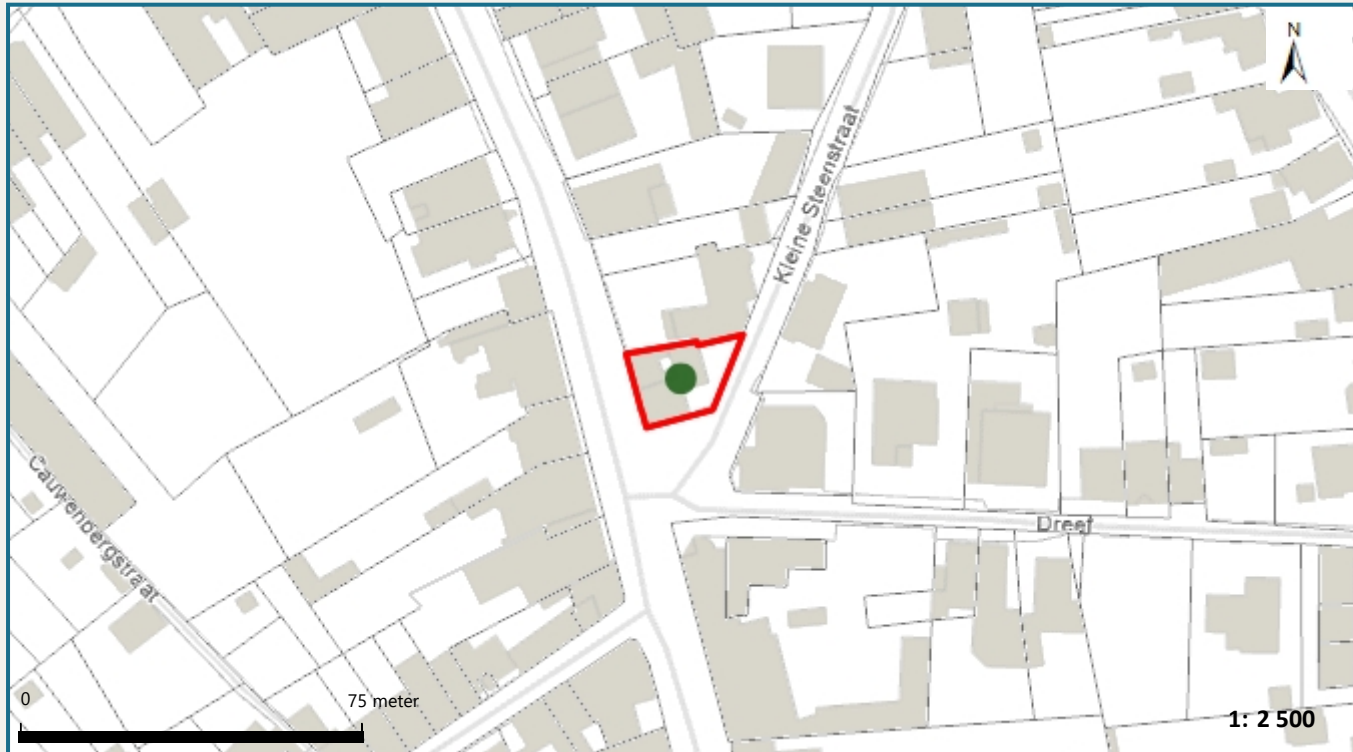 N
Kleine Steenstraat
Cauwenbergstraat
Dreef
0
75 meter
1: 2 500